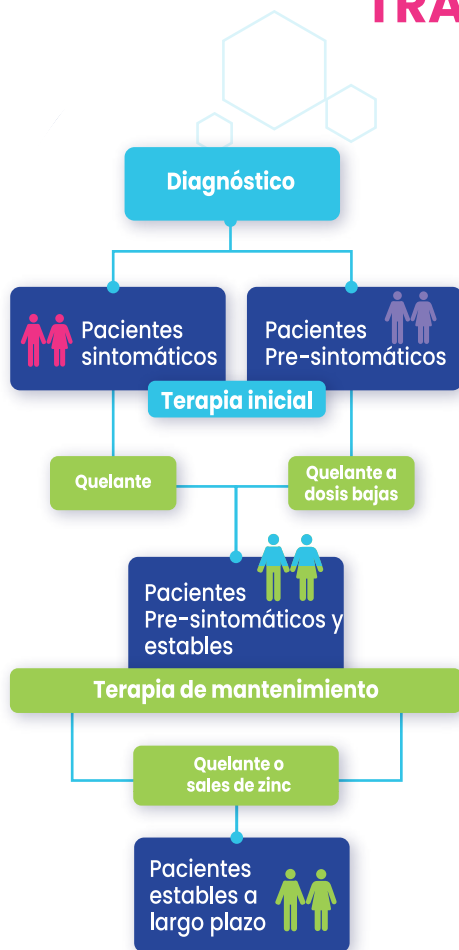 TRA
Diagnóstico
Pacientes
sintomáticos
Pacientes
Pre-sintomáticos
Terapia inicial
Quelante
Quelante a
dosis bajas
Pacientes
Pre-sintomáticos y
estables
Terapia de mantenimiento
Quelante o
sales de zinc
Pacientes
estables a
largo plazo